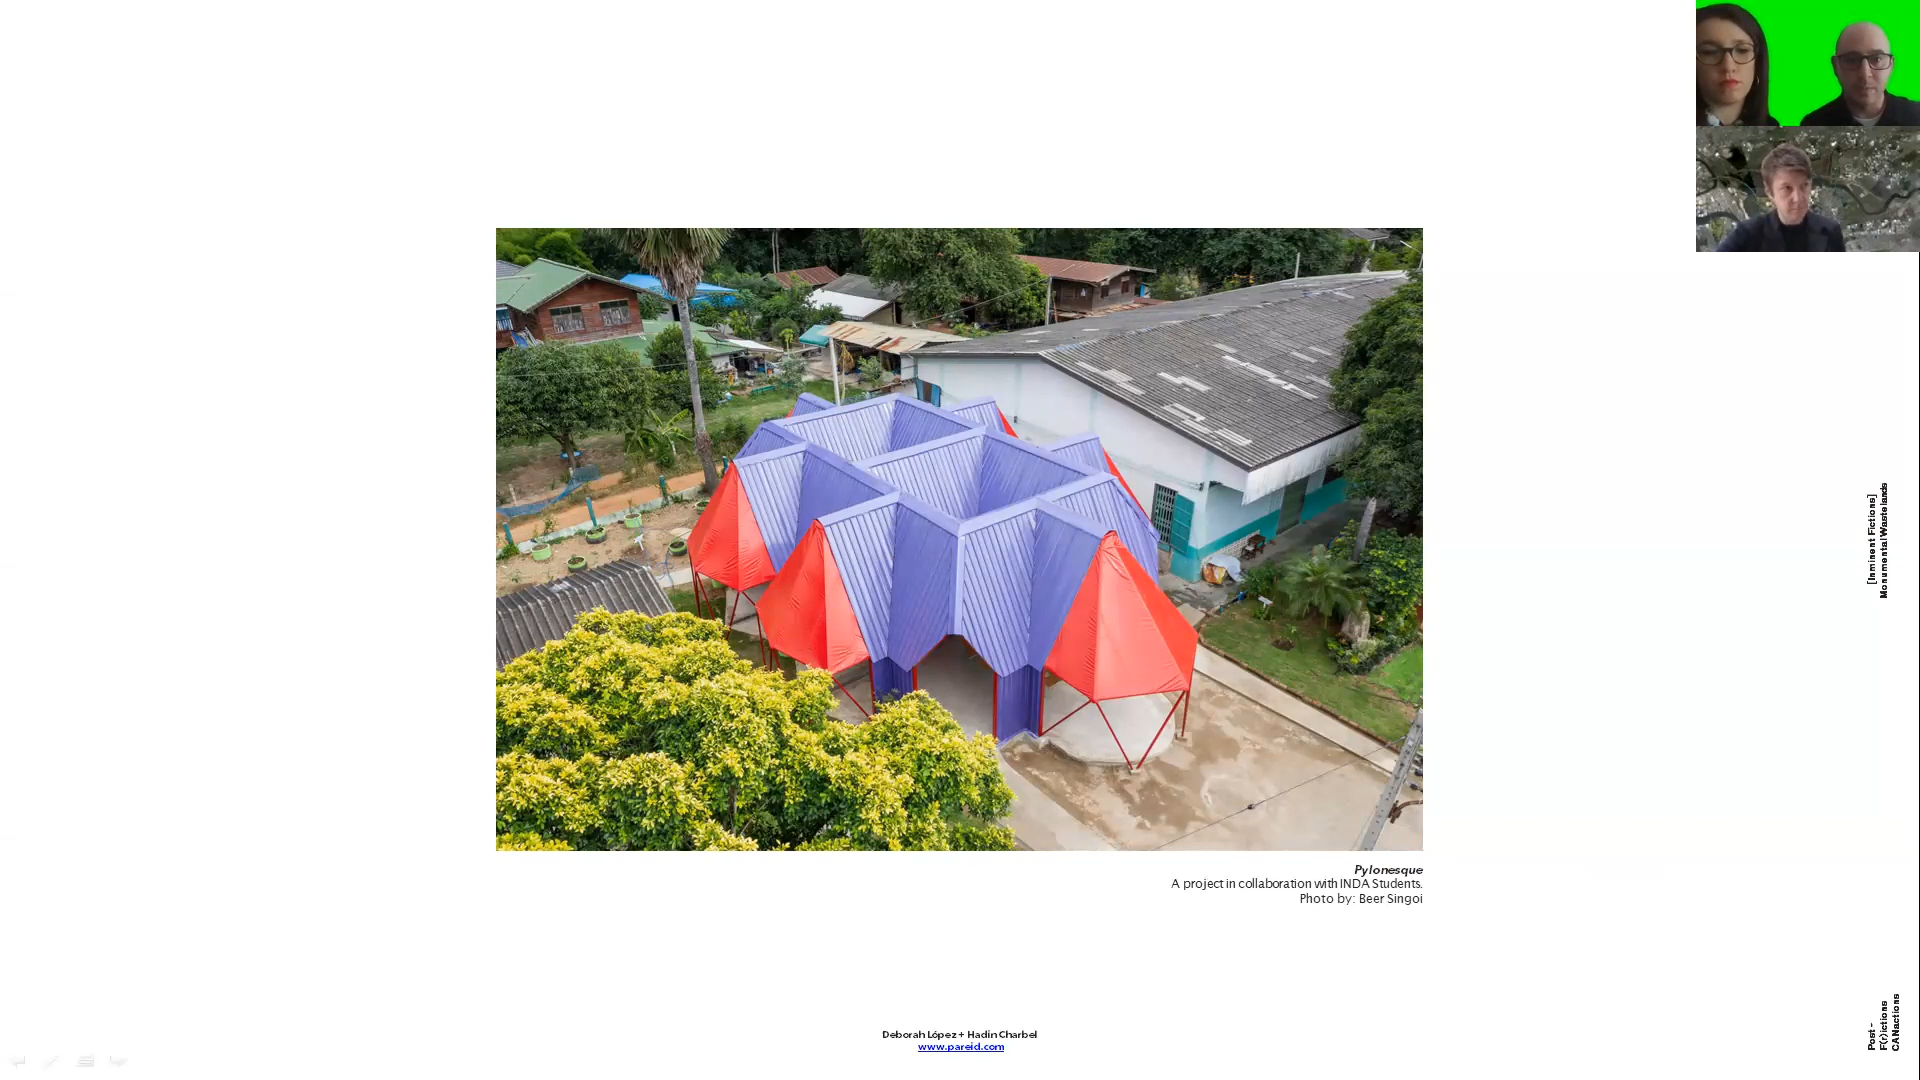 [Inminent Fictions]
Monumental Wastelands
Pylonesque
A project in collaboration with INDA Students.
Photo by: Beer Singoi
Deborah López + Hadin Charbel
www.pareid.com
Post -
F(r)ictions
CANactions